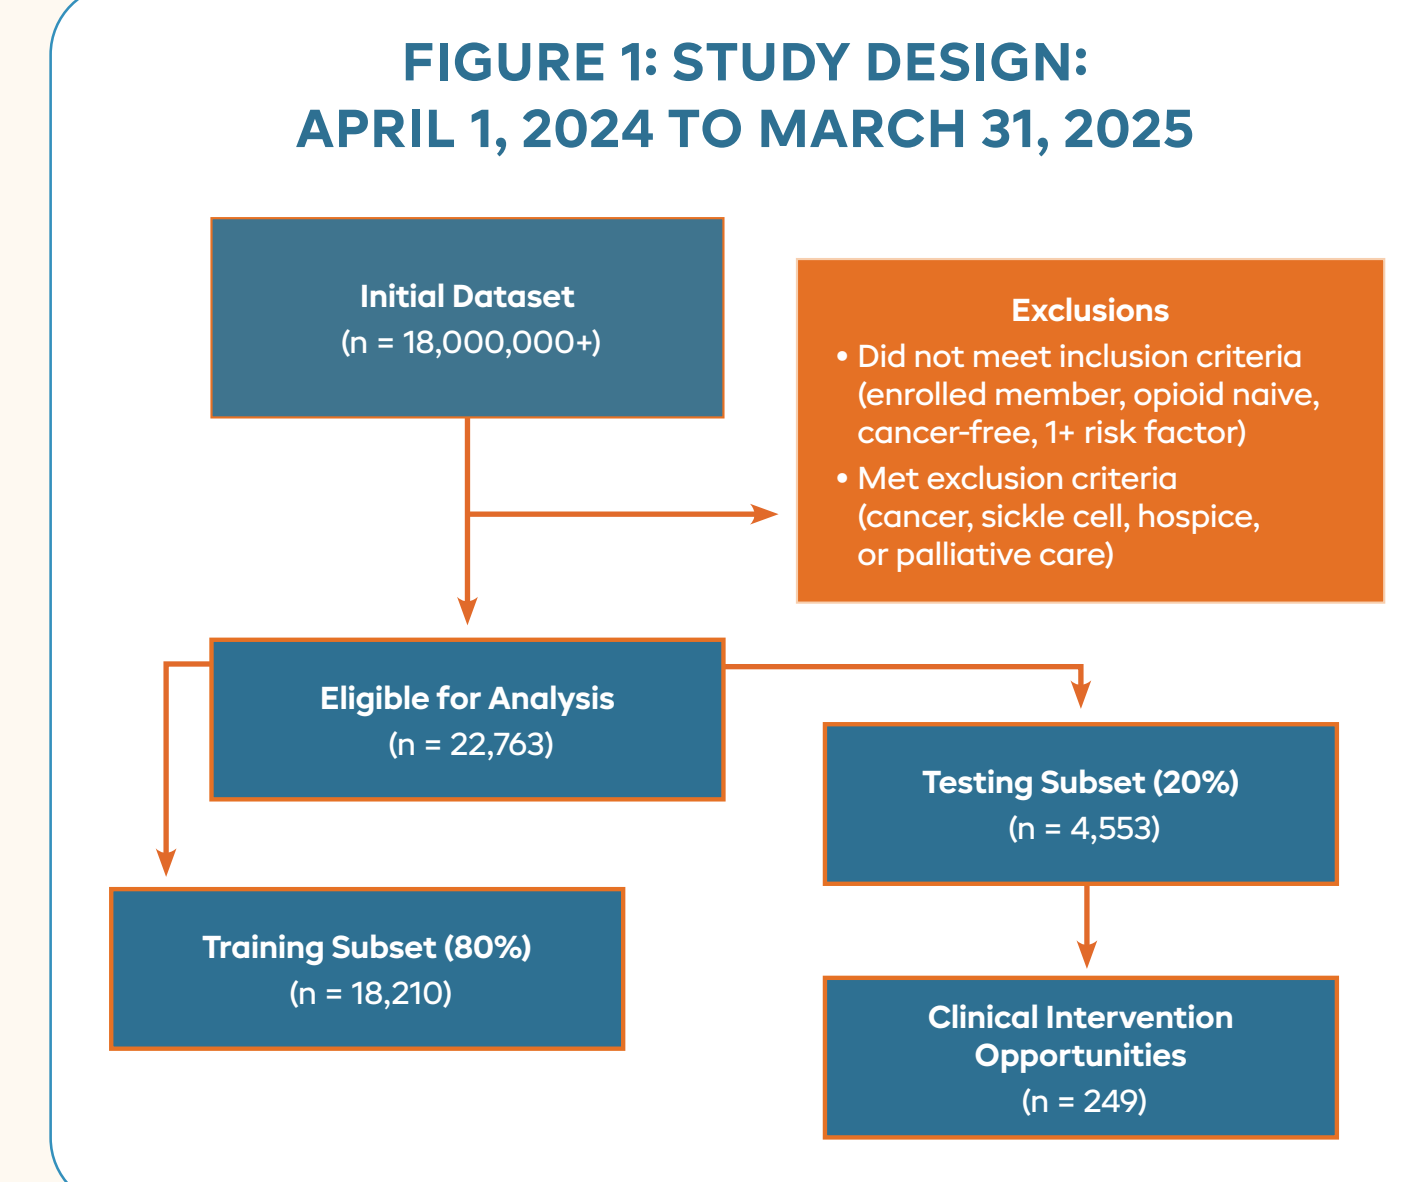 FIGURE 1: STUDY DESIGN:
APRIL 1, 2024 TO MARCH 31, 2025
Initial Dataset
(n = 18,000,000+)
Exclusions
• Did not meet inclusion criteria
(enrolled member, opioid naive,
cancer-free, 1+ risk factor)
• Met exclusion criteria
(cancer, sickle cell, hospice,
or palliative care)
Eligible for Analysis
(n = 22,763)
Testing Subset (20%)
(n = 4,553)
Training Subset (80%)
(n = 18,210)
Clinical Intervention
Opportunities
(n = 249)